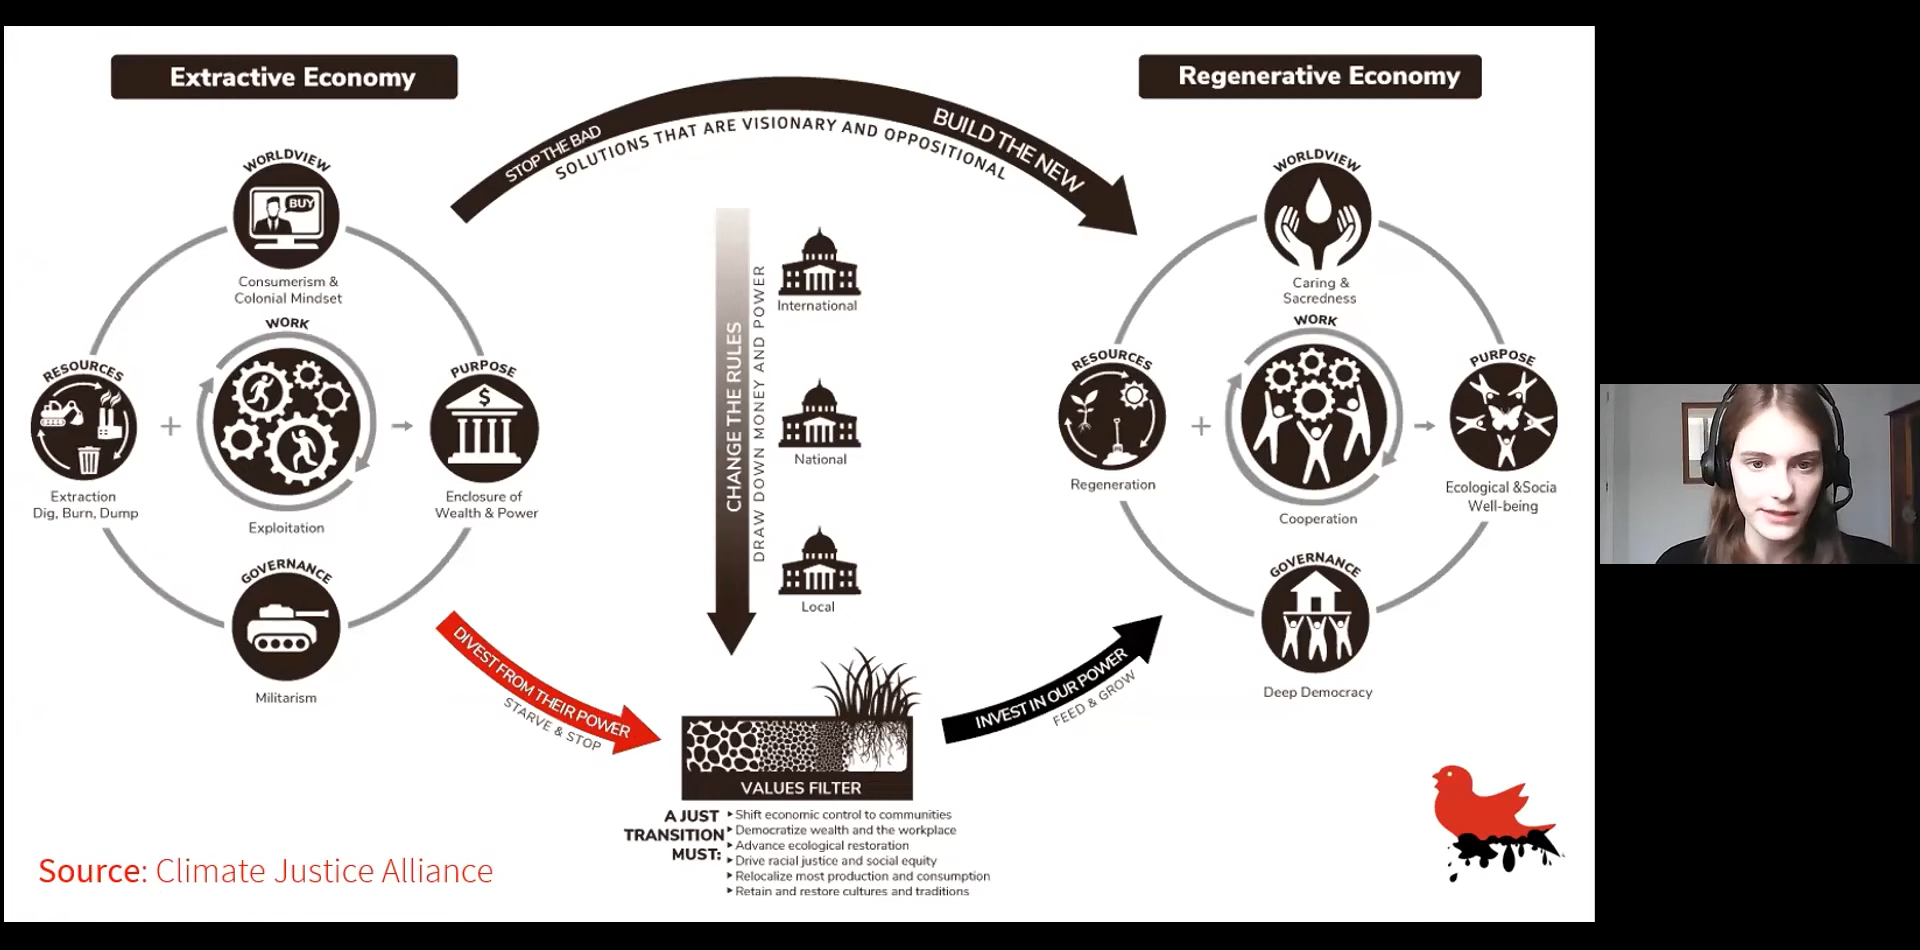 Extractive Economy
Regenerative Economy
STOP THE BAD
BUILD THE NEW
SOLUTIONS THAT ARE VISIONARY AND OPPOSITIONAL
WORLDVIEW
BUY
Consumerism &
Colonial Mindset
WORK
Exploitation
RESOURCES
Extraction
Dig, Burn, Dump
PURPOSE
$
Enclosure of
Wealth & Power
GOVERNANCE
Militarism
CHANGE THE RULES
DRAW DOWN MONEY AND POWER
International
National
Local
WORLDVIEW
Caring &
Sacredness
WORK
Cooperation
RESOURCES
Regeneration
PURPOSE
Ecological &Socia
Well-being
GOVERNANCE
Deep Democracy
DIVEST FROM THEIR POWER
STARVE & STOP
INVEST IN OUR POWER
FEED & GROW
VALUES FILTER
A JUST
TRANSITION
MUST:
Shift economic control to communities
Democratize wealth and the workplace
Advance ecological restoration
Drive racial justice and social equity
Relocalize most production and consumption
Retain and restore cultures and traditions
Source: Climate Justice Alliance